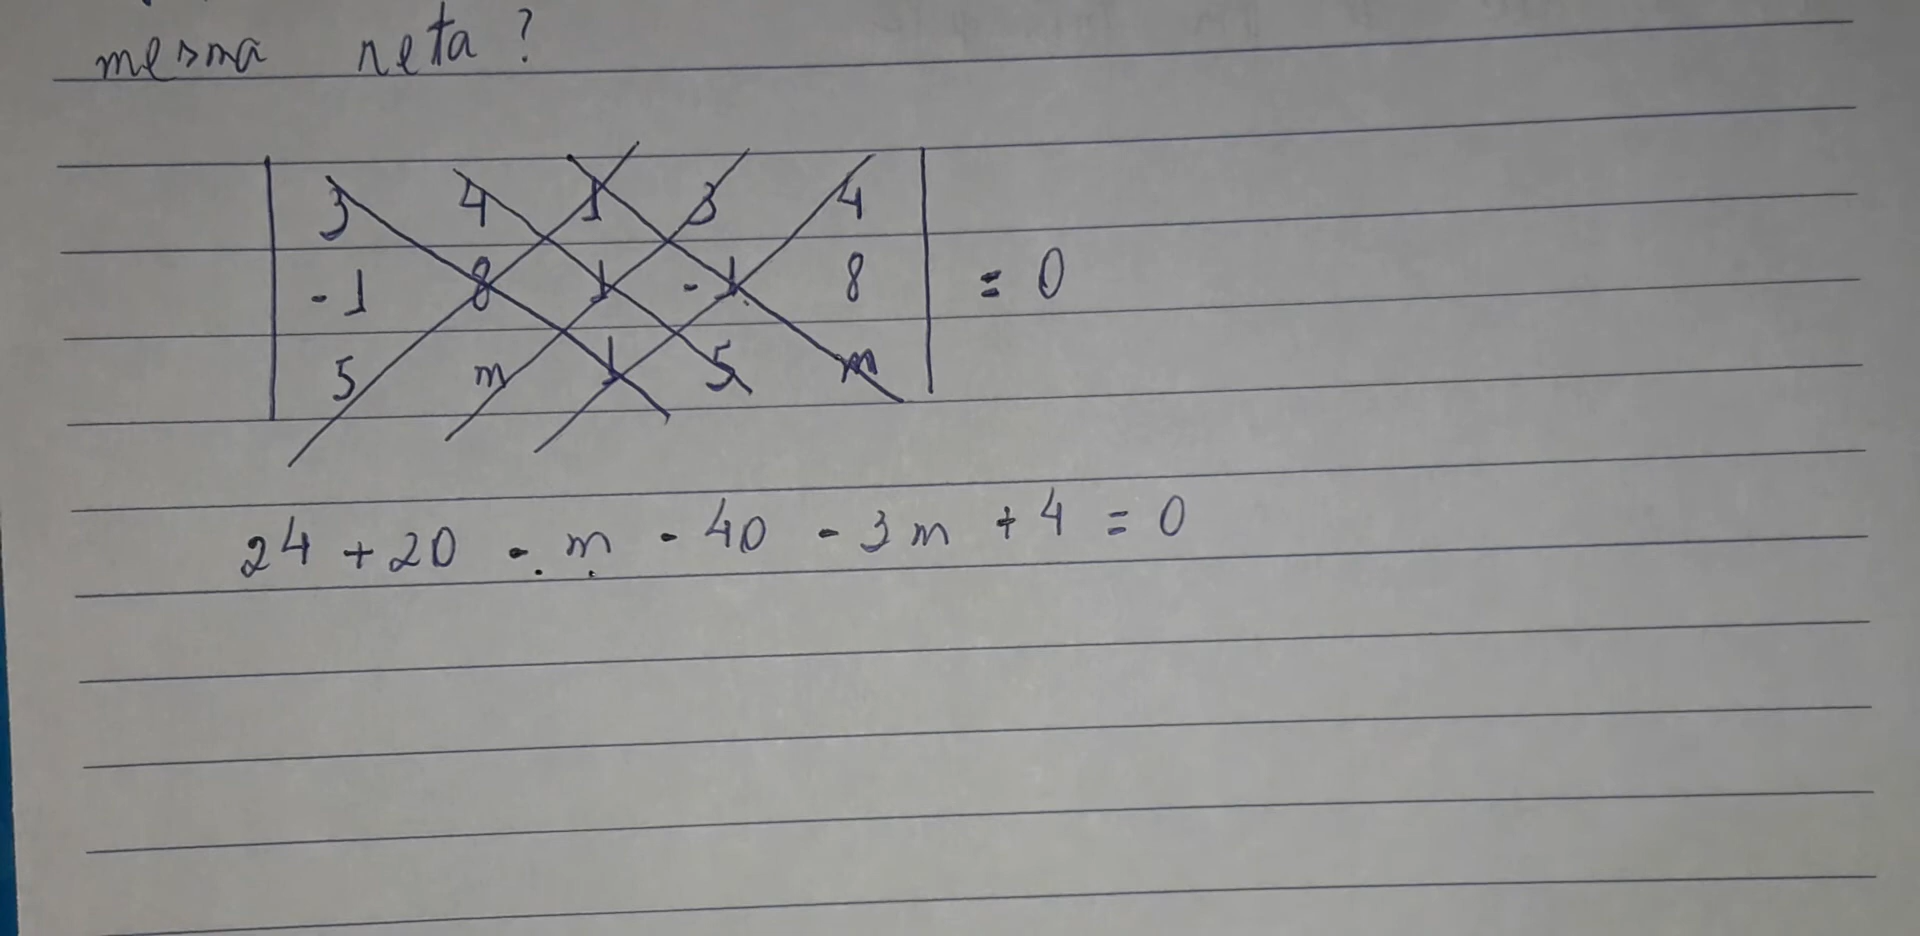 mesma reta?
3 4 1 3 4
-1 8 1 -1 8 = 0
5 m 1 5 m
24 + 20 - m - 40 - 3m + 4 = 0